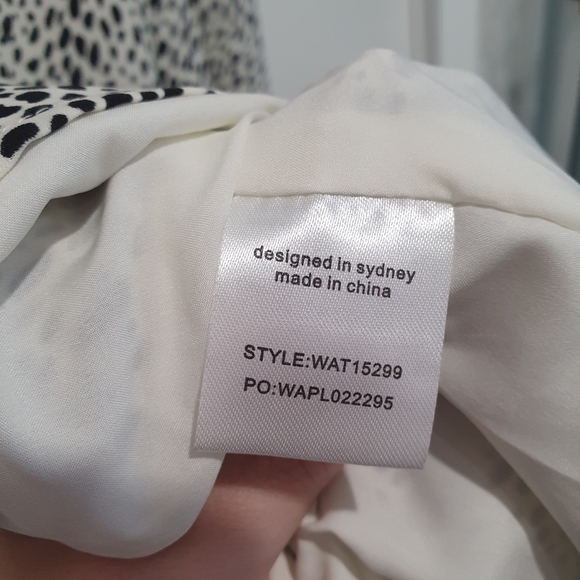 designed in sydney
made in china
STYLE:WAT15299
PO:WAPL022295